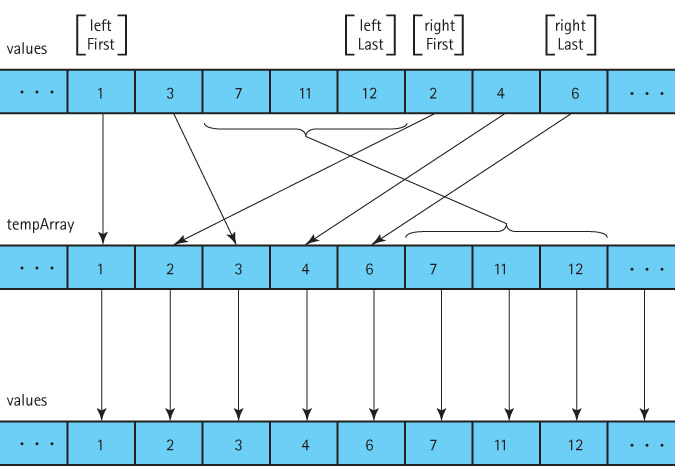 left First
left Last
right First
right Last
values
··· 1 3 7 11 12 2 4 6 ···
tempArray
··· 1 2 3 4 6 7 11 12 ···
values
··· 1 2 3 4 6 7 11 12 ···